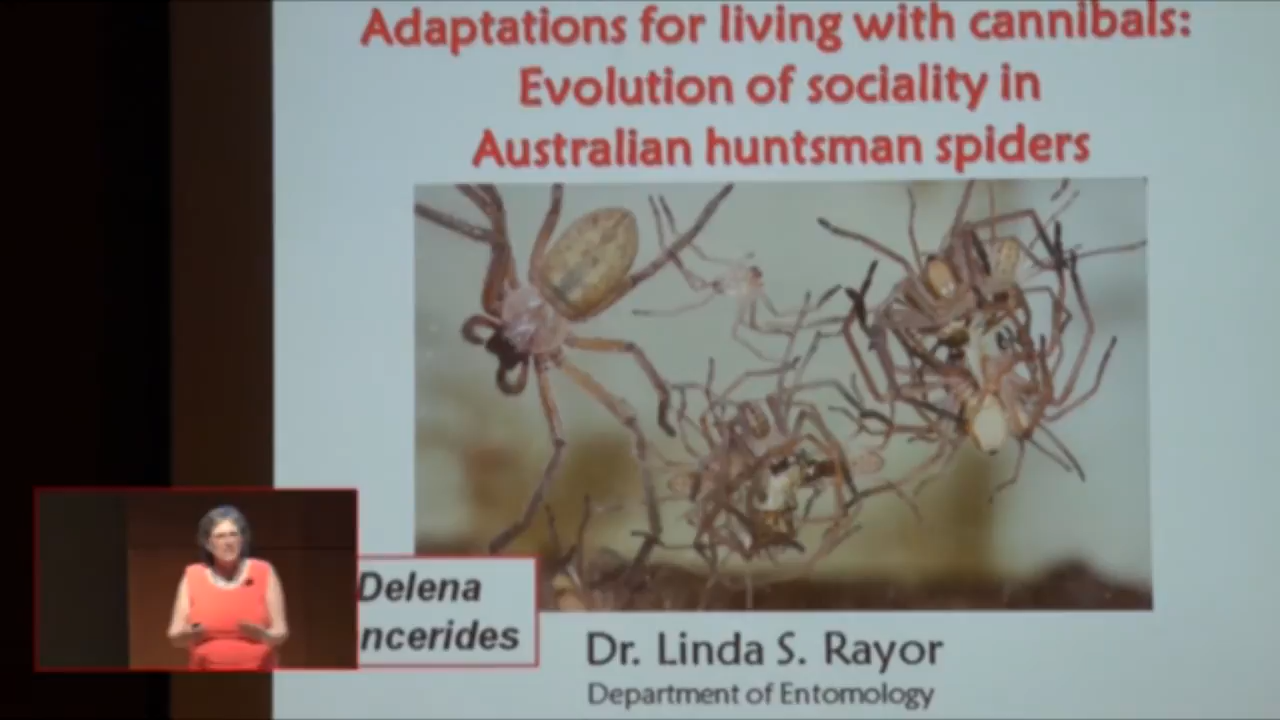 Adaptations for living with cannibals:
Evolution of sociality in
Australian huntsman spiders
Delena
ncerides
Dr. Linda S. Rayor
Department of Entomology